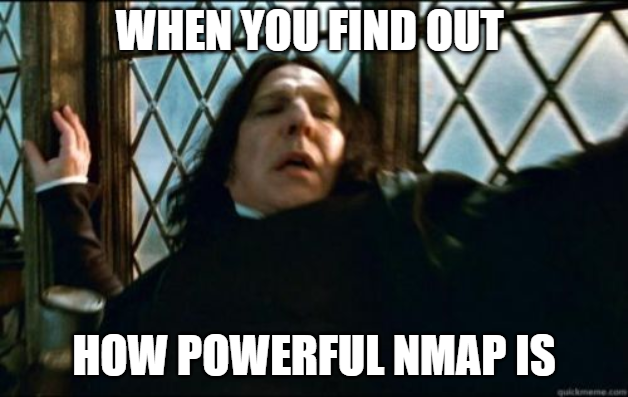 WHEN YOU FIND OUT
HOW POWERFUL NMAP IS
quickmeme.com